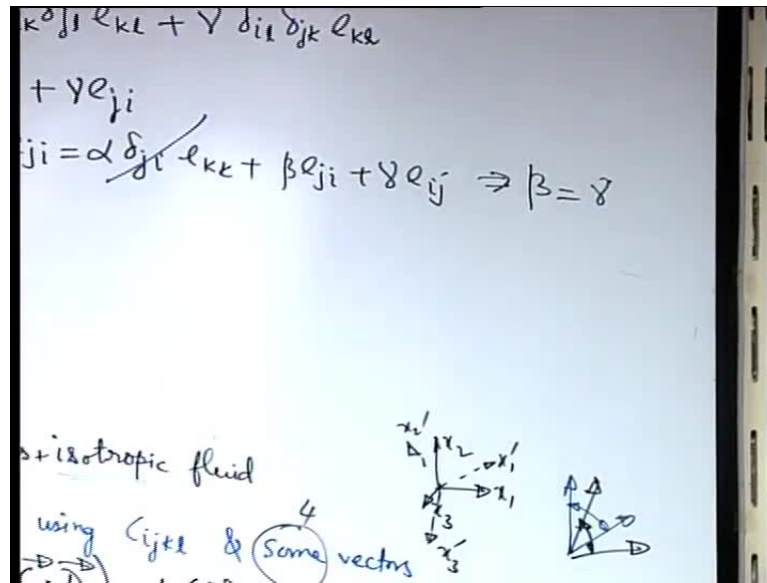 δjl ekl + γ δil δjk ekl
+ γeji
ji = α δji ekk + βeji + γeij ⇒ β = γ
x2' x2 x1'
x1
x3
x3'
isotropic fluid
4
using Cijkl & Some vectors